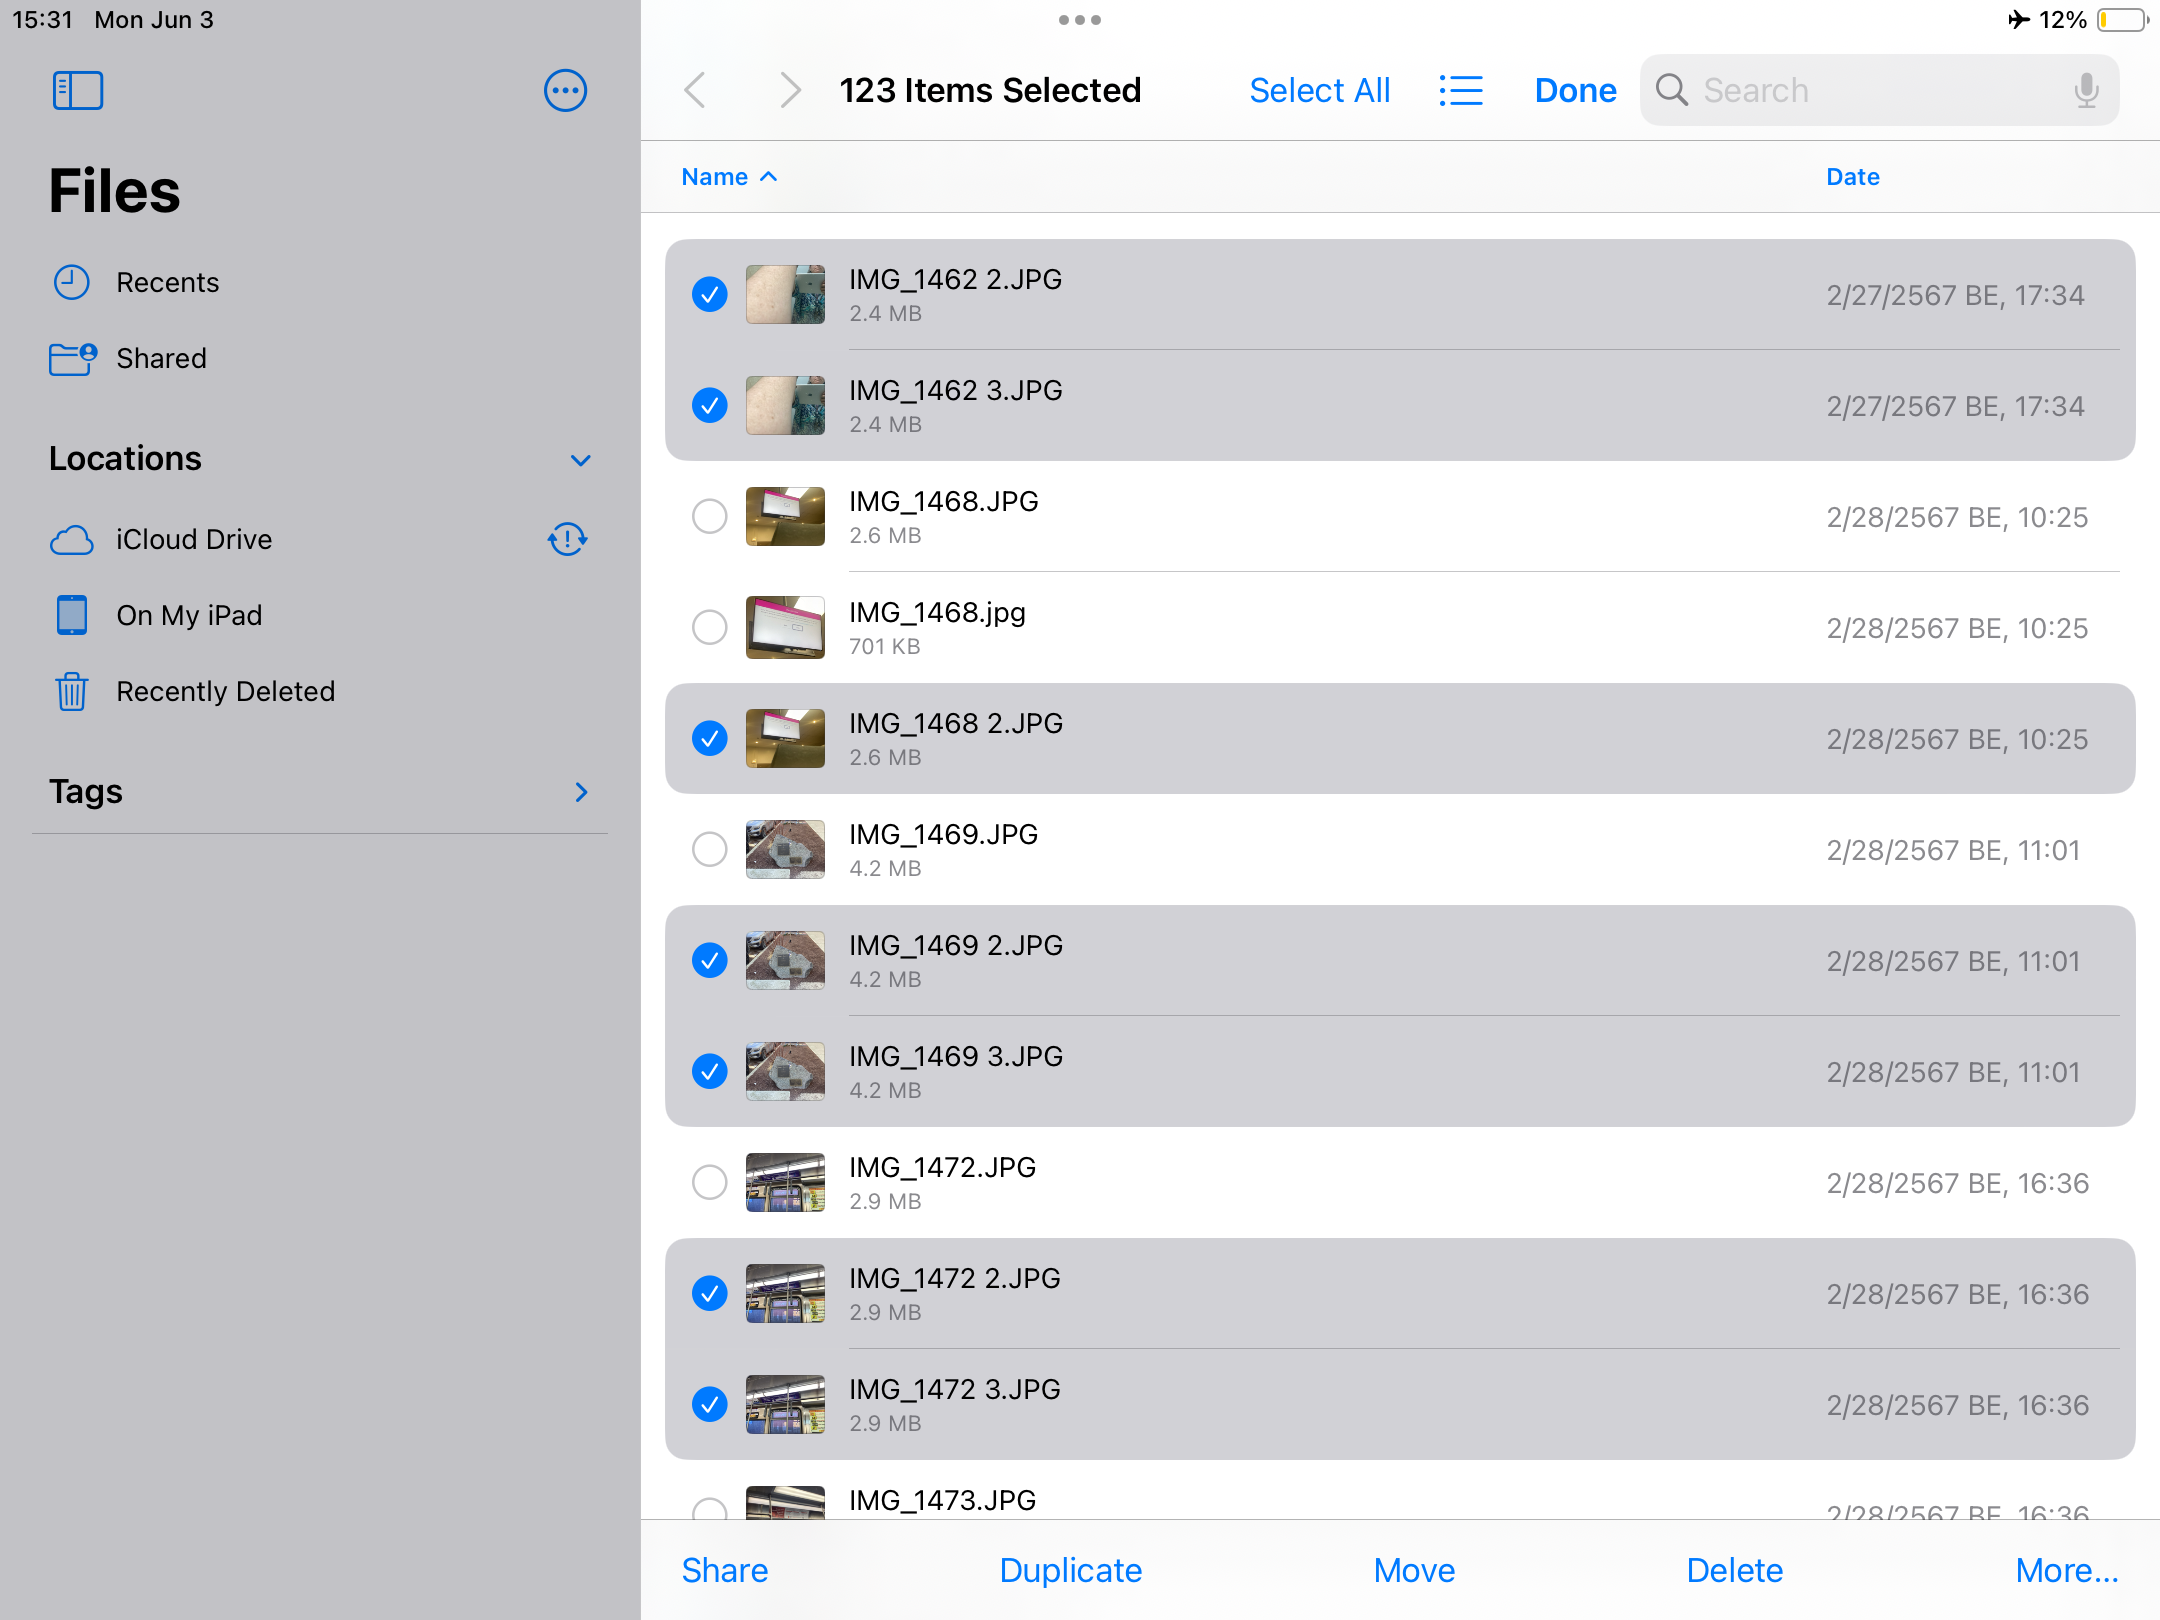 15:31 Mon Jun 3
12%
Files
Recents
Shared
Locations
iCloud Drive
On My iPad
Recently Deleted
Tags
123 Items Selected
Select All
Done
Search
Name
Date
IMG_1462 2.JPG
2.4 MB
2/27/2567 BE, 17:34
IMG_1462 3.JPG
2.4 MB
2/27/2567 BE, 17:34
IMG_1468.JPG
2.6 MB
2/28/2567 BE, 10:25
IMG_1468.jpg
701 KB
2/28/2567 BE, 10:25
IMG_1468 2.JPG
2.6 MB
2/28/2567 BE, 10:25
IMG_1469.JPG
4.2 MB
2/28/2567 BE, 11:01
IMG_1469 2.JPG
4.2 MB
2/28/2567 BE, 11:01
IMG_1469 3.JPG
4.2 MB
2/28/2567 BE, 11:01
IMG_1472.JPG
2.9 MB
2/28/2567 BE, 16:36
IMG_1472 2.JPG
2.9 MB
2/28/2567 BE, 16:36
IMG_1472 3.JPG
2.9 MB
2/28/2567 BE, 16:36
IMG_1473.JPG
2/28/2567 BE, 16:36
Share
Duplicate
Move
Delete
More...